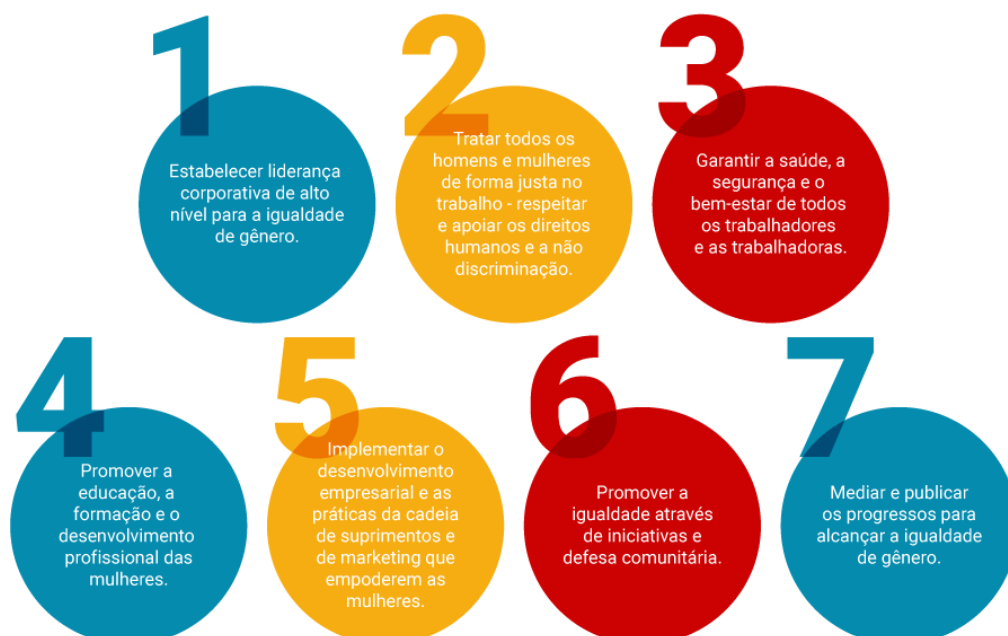 1
Estabelecer liderança
corporativa de alto
nível para a igualdade
de gênero.
2
Tratar todos os
homens e mulheres
de forma justa no
trabalho - respeitar
e apoiar os direitos
humanos e a não
discriminação.
3
Garantir a saúde, a
segurança e o
bem-estar de todos
os trabalhadores
e as trabalhadoras.
4
Promover a
educação, a
formação e o
desenvolvimento
profissional das
mulheres.
5
Implementar o
desenvolvimento
empresarial e as
práticas da cadeia
de suprimentos e
de marketing que
empoderem as
mulheres.
6
Promover a
igualdade através
de iniciativas e
defesa comunitária.
7
Mediar e publicar
os progressos para
alcançar a igualdade
de gênero.